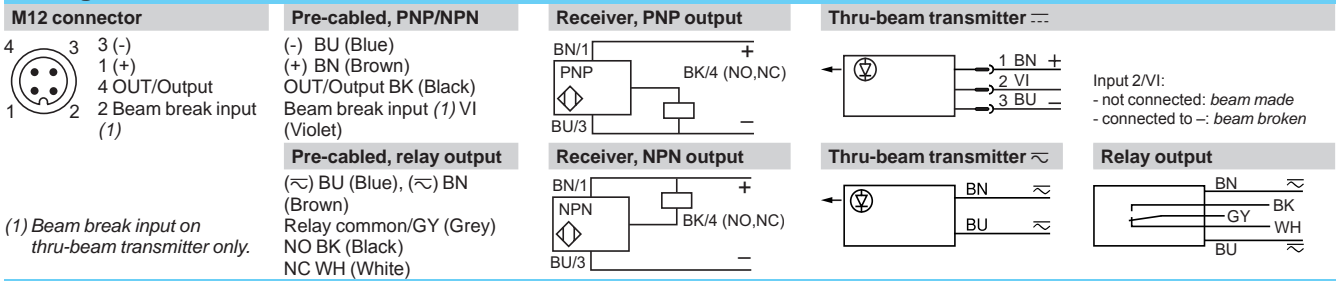 M12 connector
4
3
1
2
3 (-)
1 (+)
4 OUT/Output
2 Beam break input
(1)
(1) Beam break input on
thru-beam transmitter only.
Pre-cabled, PNP/NPN
(-) BU (Blue)
(+) BN (Brown)
OUT/Output BK (Black)
Beam break input (1) VI
(Violet)
Pre-cabled, relay output
(⏦) BU (Blue), (⏦) BN
(Brown)
Relay common/GY (Grey)
NO BK (Black)
NC WH (White)
Receiver, PNP output
BN/1
+
PNP
BK/4 (NO,NC)
BU/3
–
Receiver, NPN output
BN/1
+
NPN
BK/4 (NO,NC)
BU/3
–
Thru-beam transmitter ⎓
1 BN +
2 VI
3 BU –
Input 2/VI:
- not connected: beam made
- connected to –: beam broken
Thru-beam transmitter ⏦
BN ⏦
BU ⏦
Relay output
BN ⏦
BK
GY
WH
BU ⏦